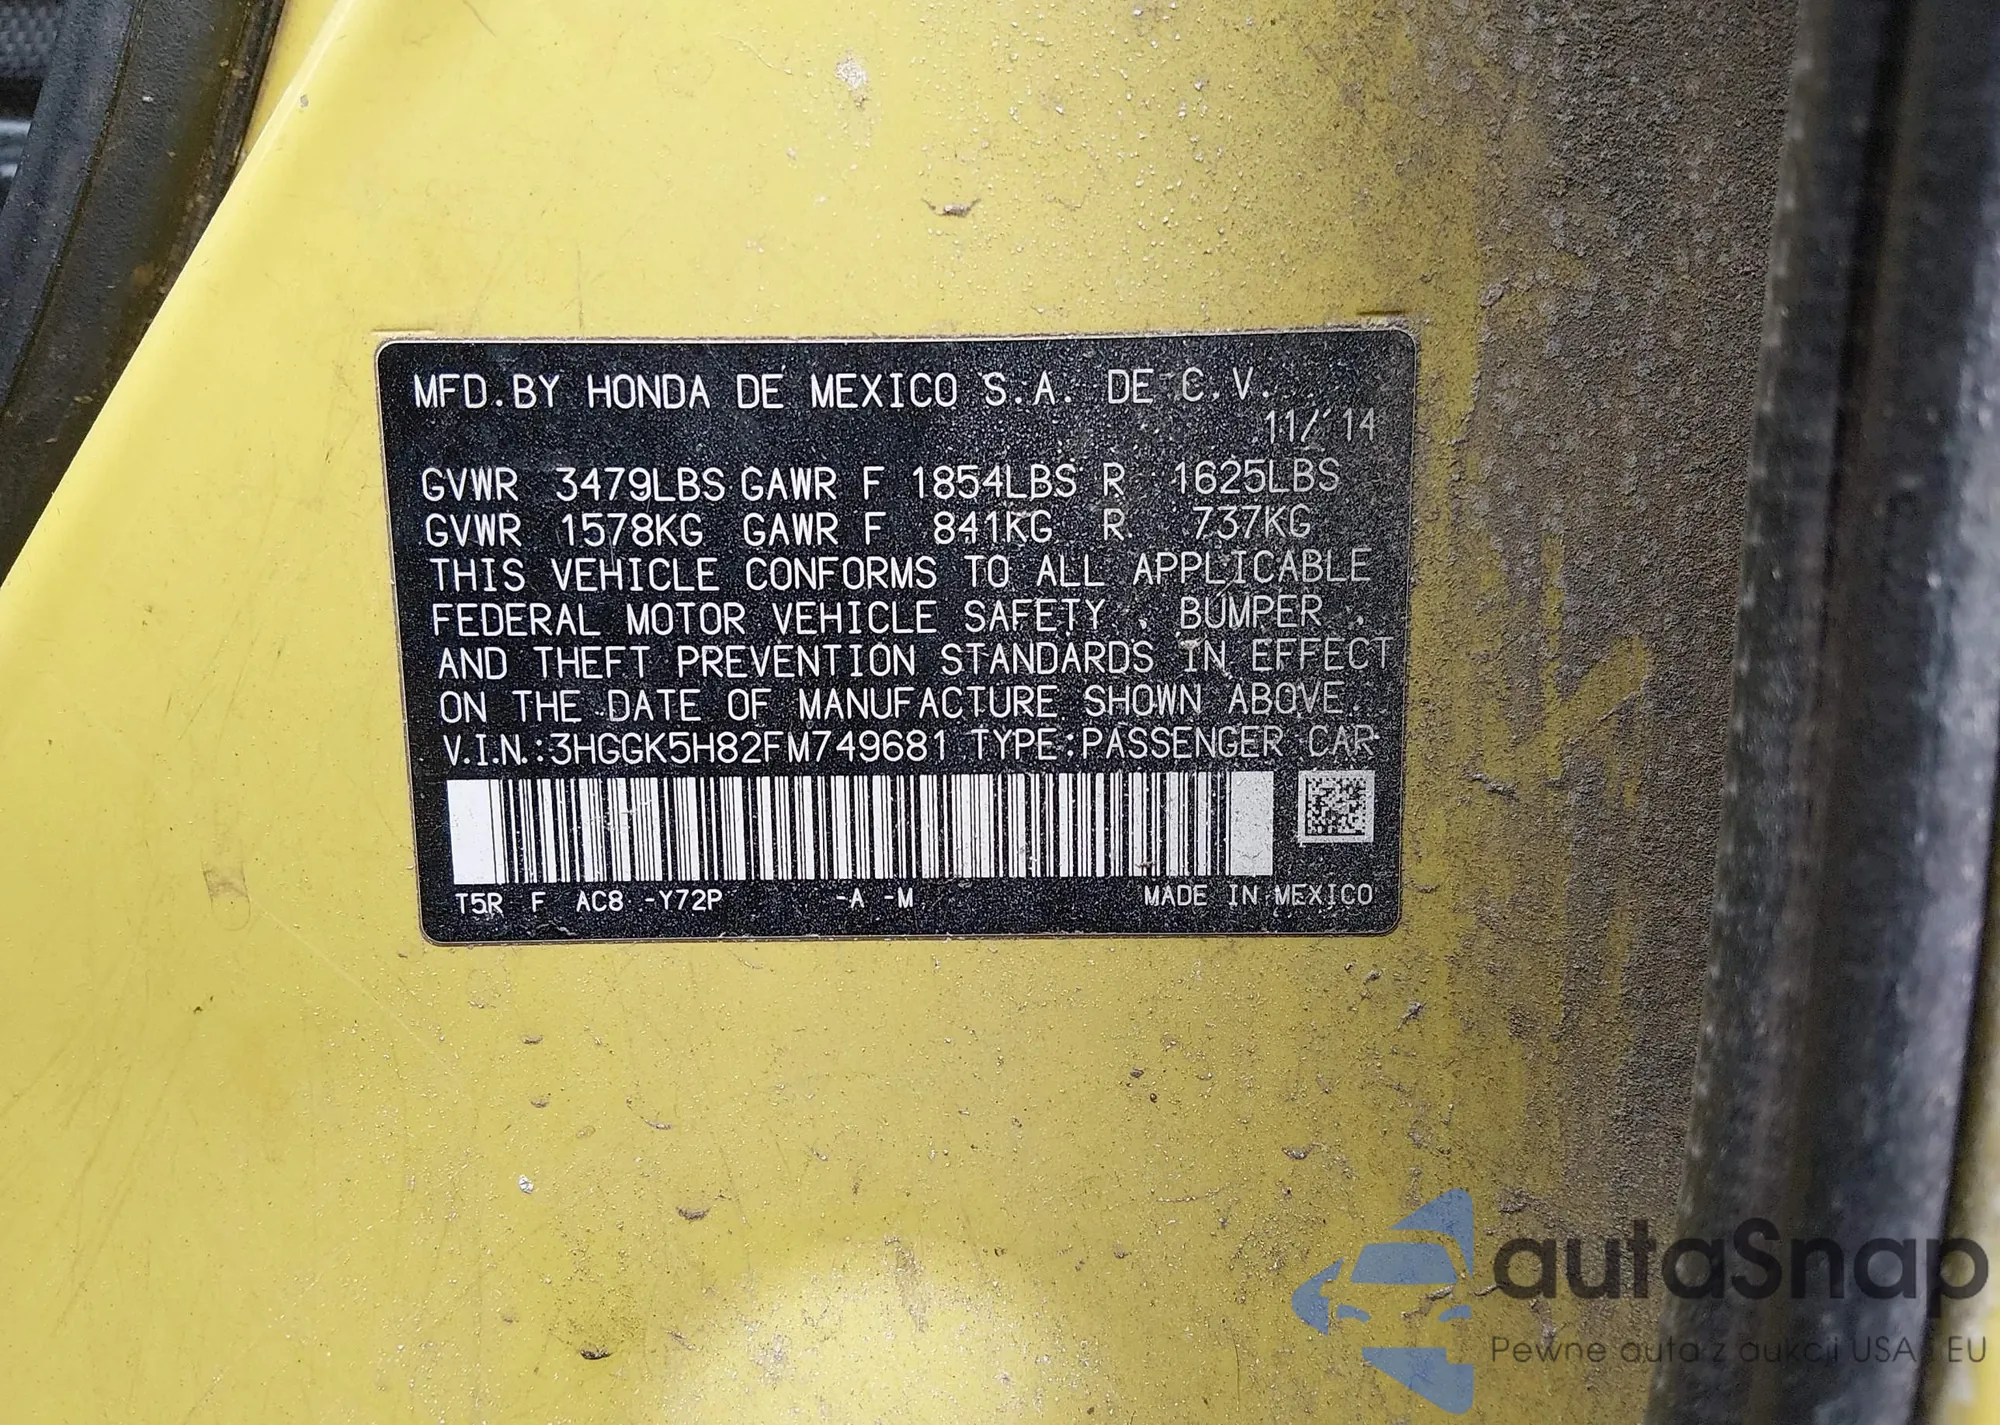 MFD.BY HONDA DE MEXICO S.A. DE C.V.
11/'14
GVWR 3479LBS GAWR F 1854LBS R 1625LBS
GVWR 1578KG GAWR F 841KG R 737KG
THIS VEHICLE CONFORMS TO ALL APPLICABLE
FEDERAL MOTOR VEHICLE SAFETY , BUMPER ,
AND THEFT PREVENTION STANDARDS IN EFFECT
ON THE DATE OF MANUFACTURE SHOWN ABOVE.
V.I.N.:3HGGK5H82FM749681 TYPE:PASSENGER CAR
T5R F AC8 -Y72P -A -M MADE IN MEXICO
autaSnap
Pewne auta z aukcji USA i EU